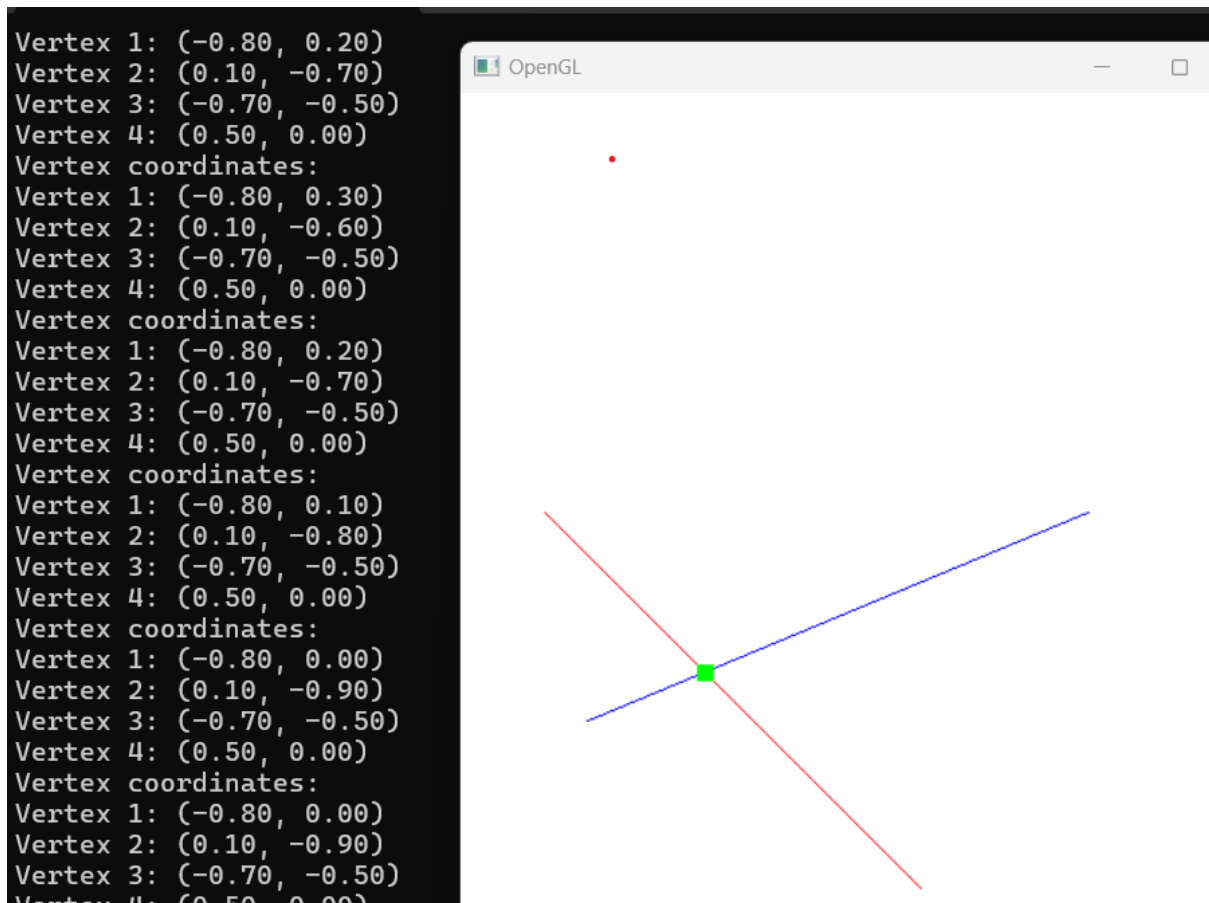 Vertex 1: (-0.80, 0.20)
Vertex 2: (0.10, -0.70)
Vertex 3: (-0.70, -0.50)
Vertex 4: (0.50, 0.00)
Vertex coordinates:
Vertex 1: (-0.80, 0.30)
Vertex 2: (0.10, -0.60)
Vertex 3: (-0.70, -0.50)
Vertex 4: (0.50, 0.00)
Vertex coordinates:
Vertex 1: (-0.80, 0.20)
Vertex 2: (0.10, -0.70)
Vertex 3: (-0.70, -0.50)
Vertex 4: (0.50, 0.00)
Vertex coordinates:
Vertex 1: (-0.80, 0.10)
Vertex 2: (0.10, -0.80)
Vertex 3: (-0.70, -0.50)
Vertex 4: (0.50, 0.00)
Vertex coordinates:
Vertex 1: (-0.80, 0.00)
Vertex 2: (0.10, -0.90)
Vertex 3: (-0.70, -0.50)
Vertex 4: (0.50, 0.00)
Vertex coordinates:
Vertex 1: (-0.80, 0.00)
Vertex 2: (0.10, -0.90)
Vertex 3: (-0.70, -0.50)
Vertex 4: (0.50, 0.00)
OpenGL